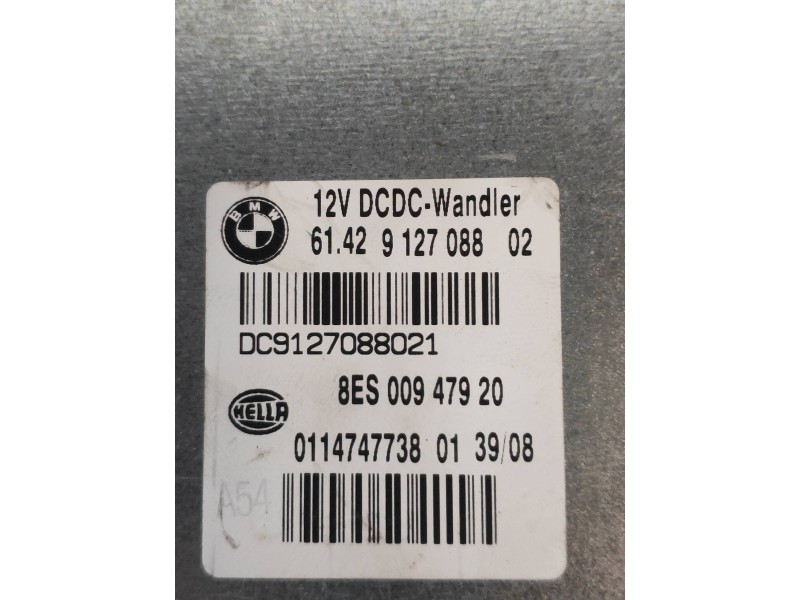 BMW
12V DCDC-Wandler
61.42 9 127 088 02
DC9127088021
HELLA
8ES 009 479 20
0114747738 01 39/08
A54